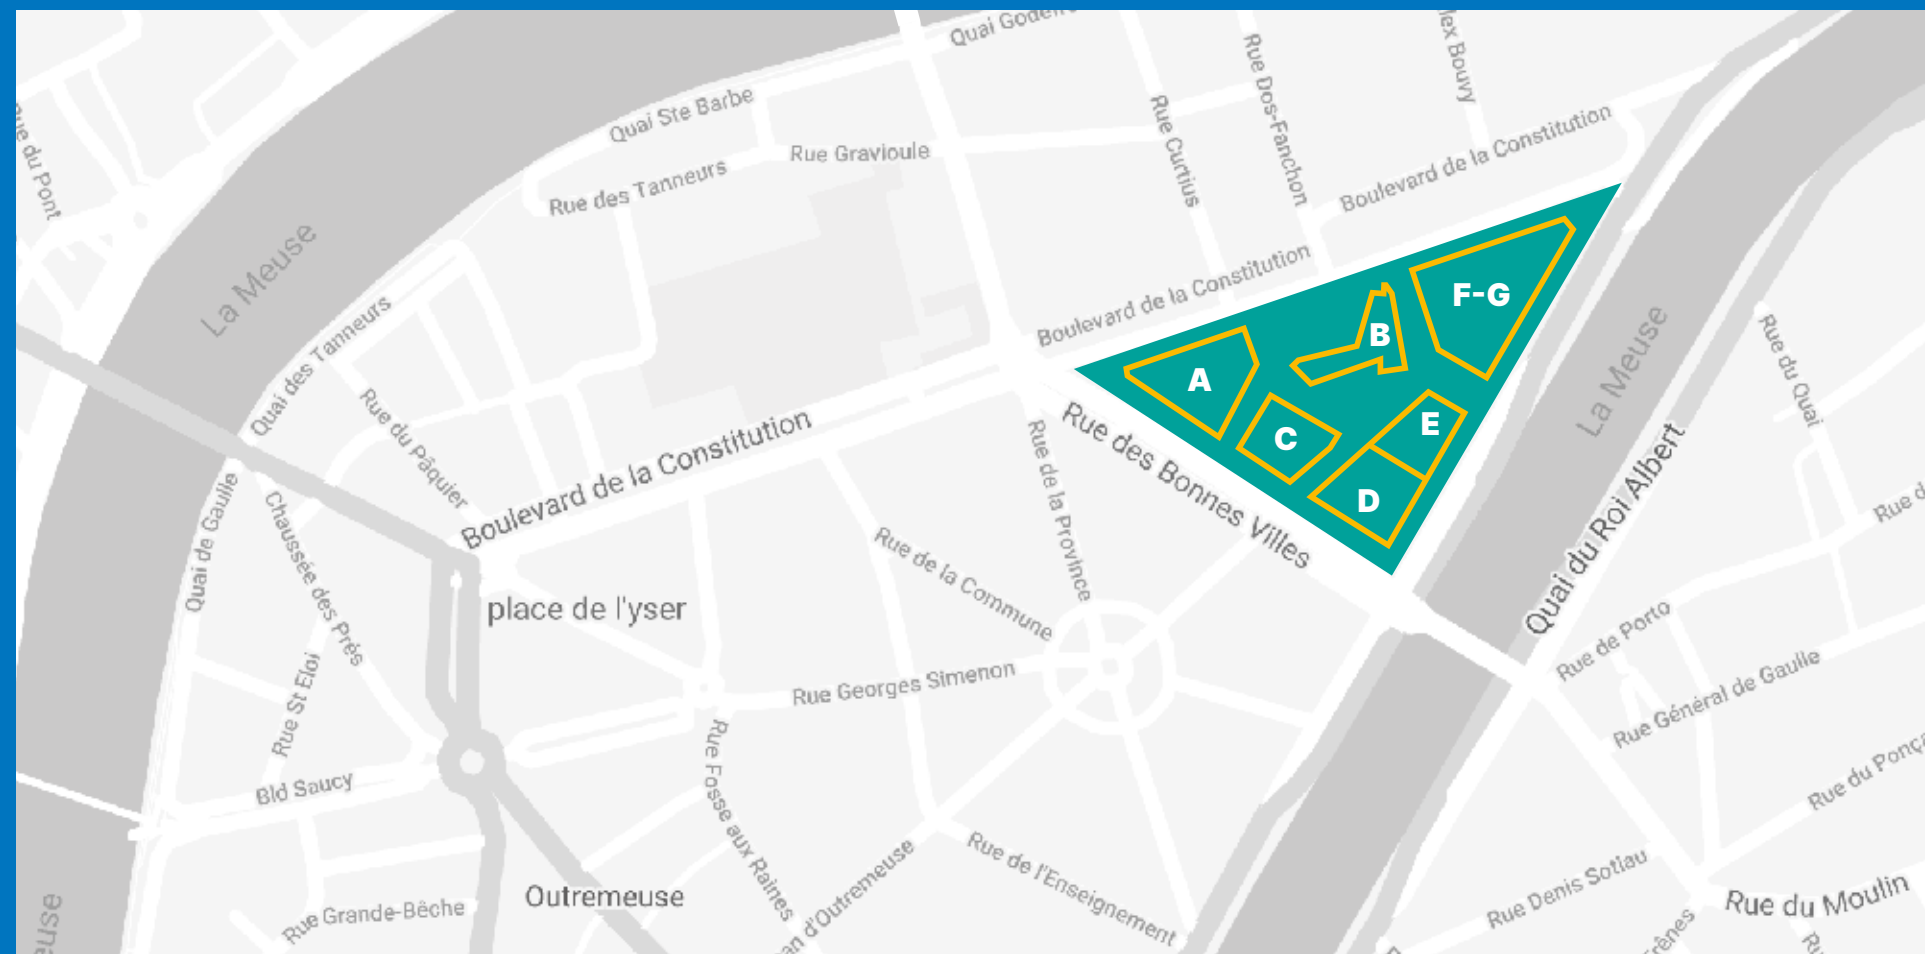 Quai Ste Barbe
Rue Gravioule
Rue des Tanneurs
Rue Curtius
Rue Dos-Fanchon
Boulevard de la Constitution
Boulevard de la Constitution
La Meuse
Quai des Tanneurs
Rue du Pont
F-G
B
A
E
C
D
La Meuse
Rue du Quai
Quai du Roi Albert
Rue du Pâquier
Boulevard de la Constitution
Rue des Bonnes Villes
Rue de la Province
Rue de la Commune
Quai de Gaulle
Chaussée des Prés
place de l'yser
Rue St Eloi
Rue Georges Simenon
Rue de Porto
Rue Général de Gaulle
Bld Saucy
Rue Fosse aux Raines
Rue de l'Enseignement
Rue Denis Sotiau
Outremeuse
Rue Grande-Bêche
d'Outremeuse
Rue du Moulin